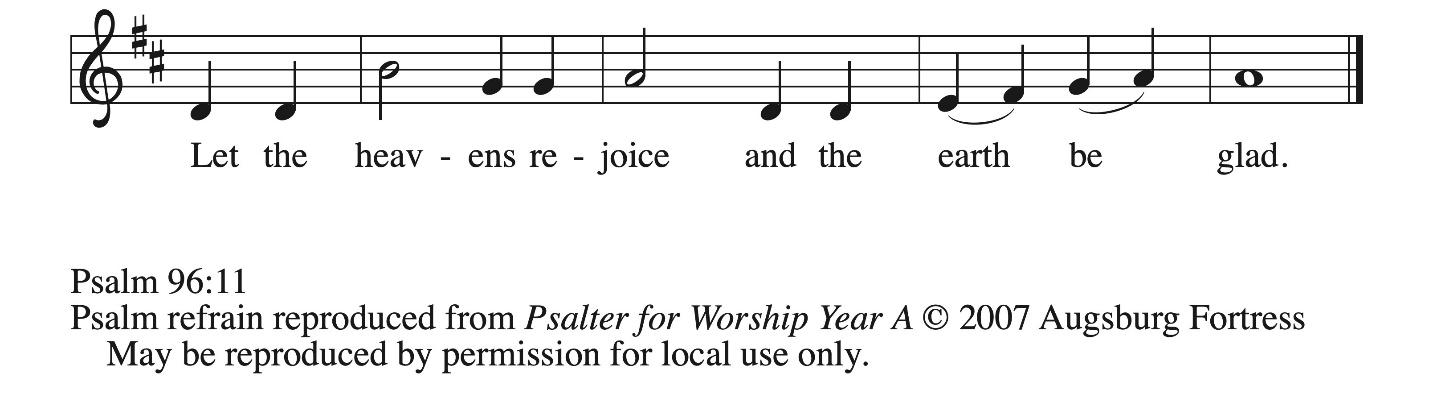 Let the heav - ens re - joice and the earth be glad.
Psalm 96:11
Psalm refrain reproduced from Psalter for Worship Year A © 2007 Augsburg Fortress
May be reproduced by permission for local use only.